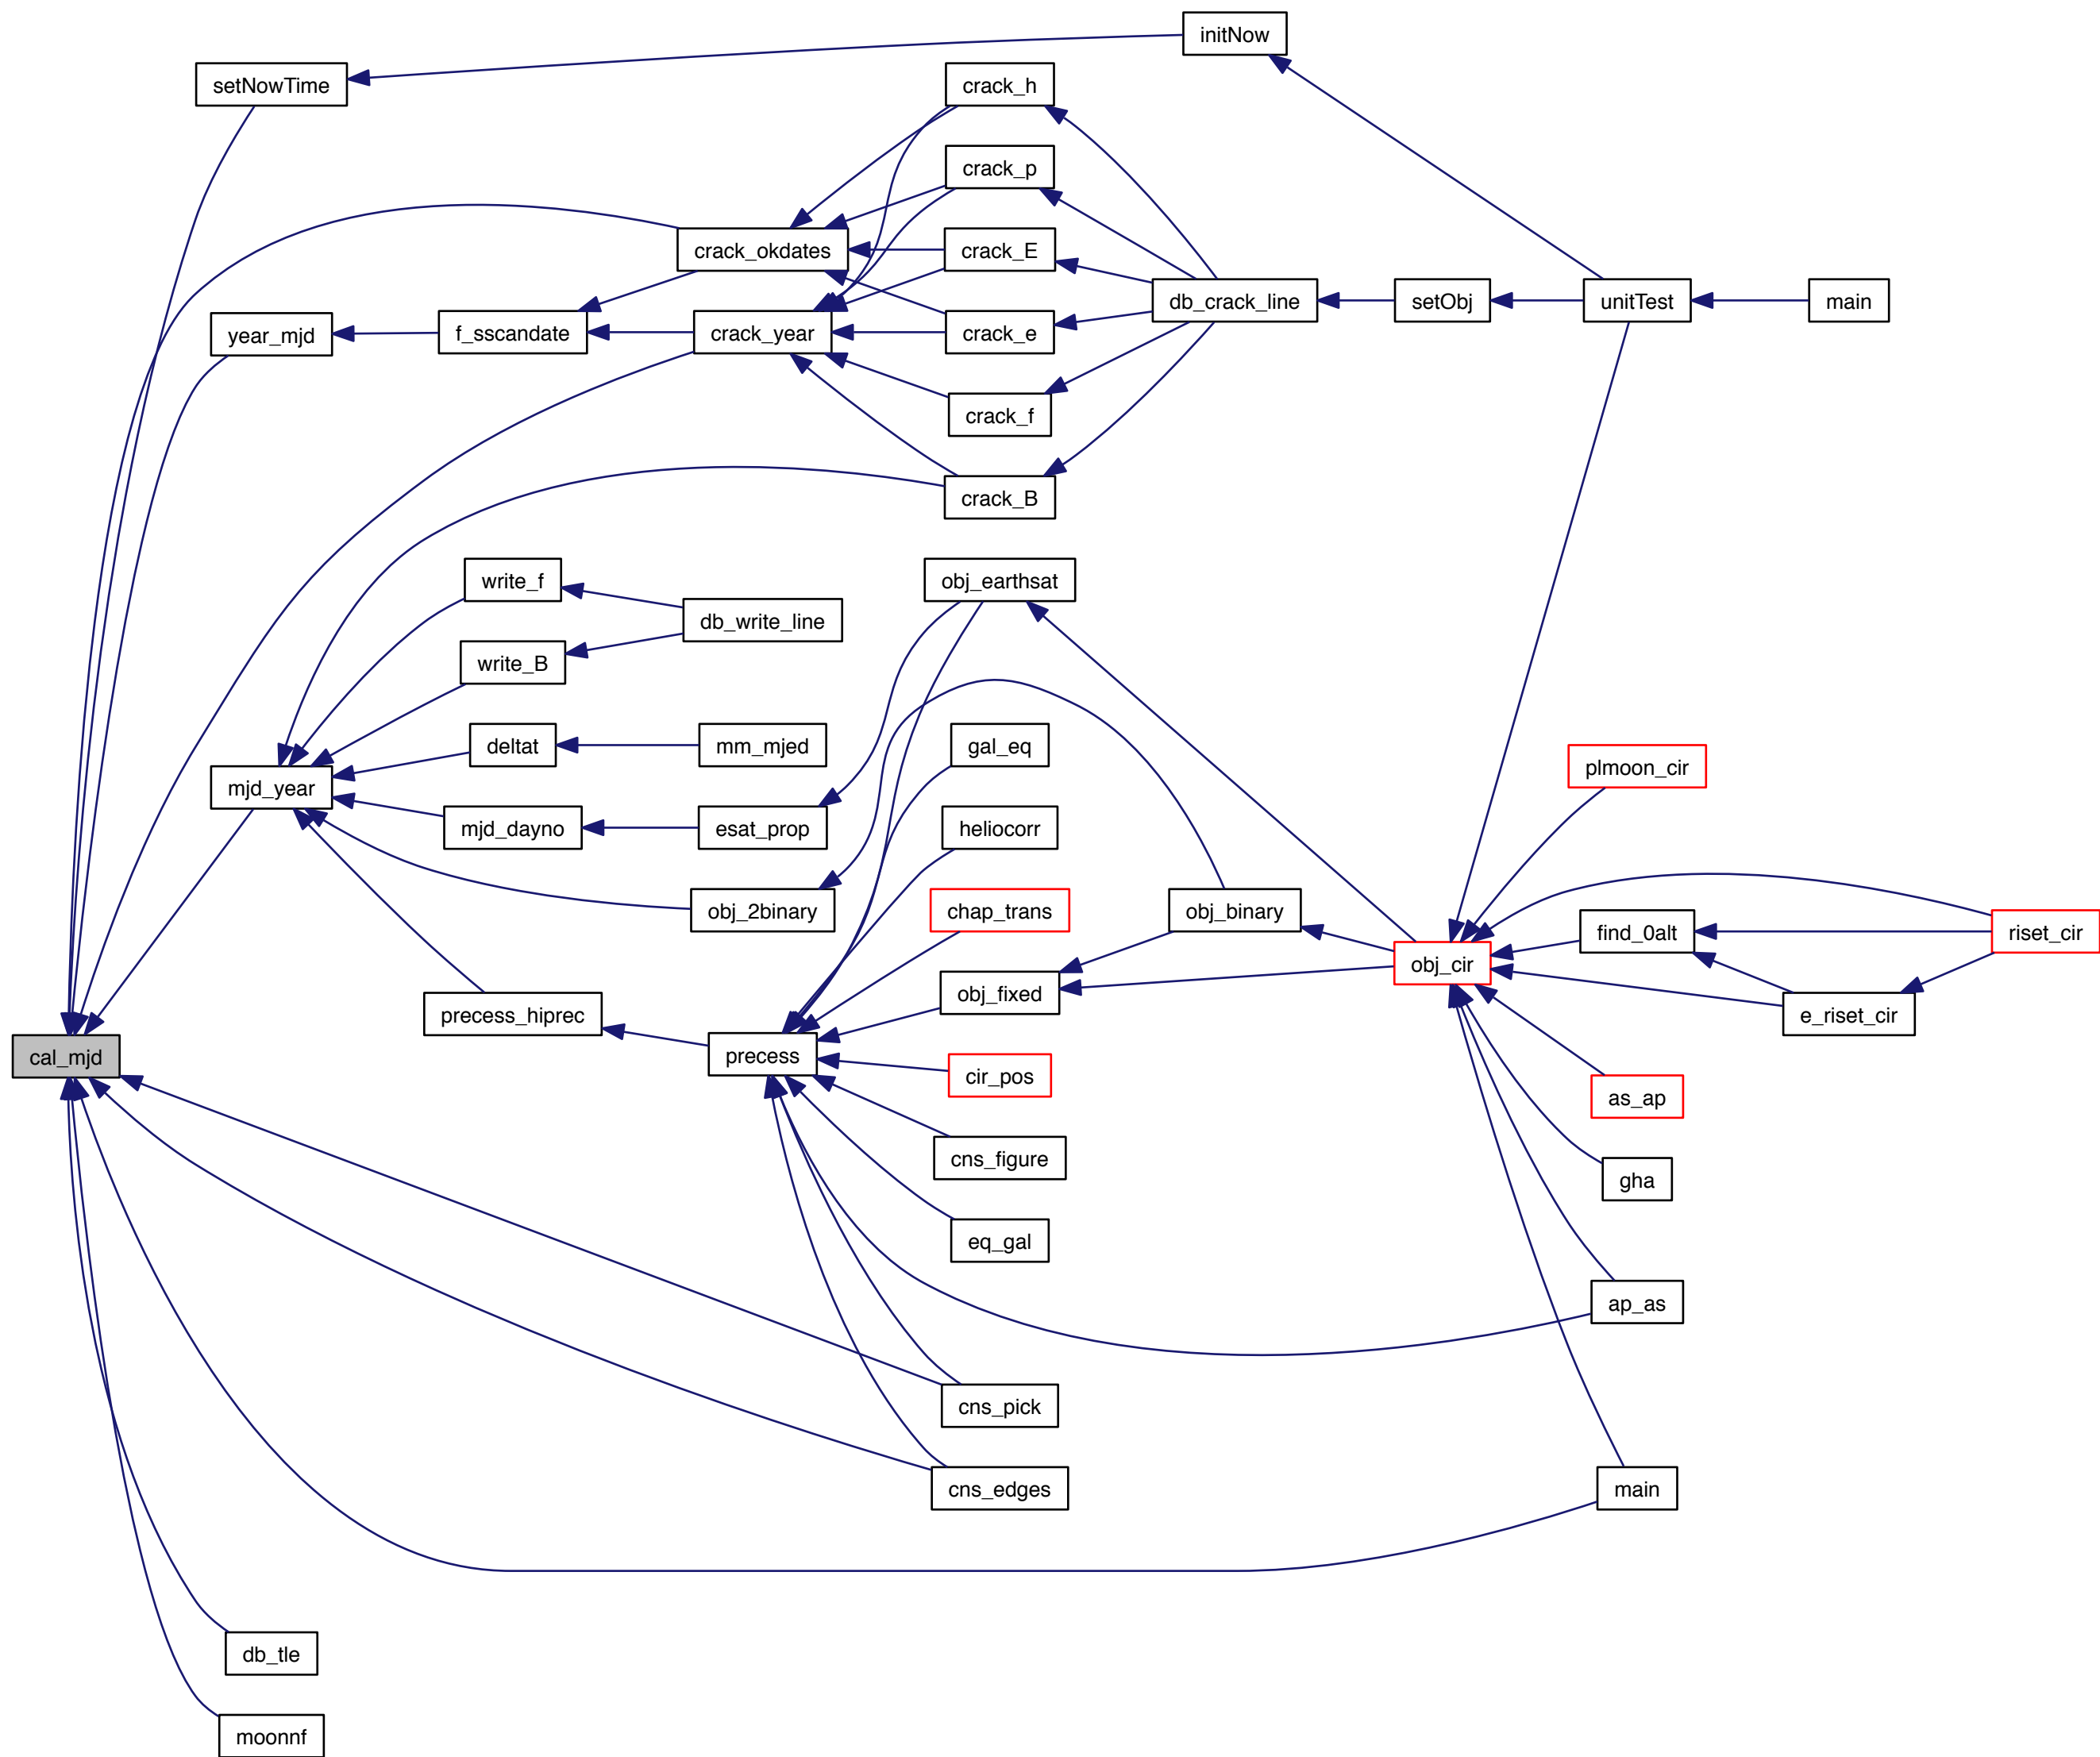 initNow
setNowTime
crack_h
crack_p
crack_okdates
crack_E
db_crack_line
setObj
unitTest
main
year_mjd
f_sscandate
crack_year
crack_e
crack_f
crack_B
write_f
obj_earthsat
db_write_line
write_B
deltat
mm_mjed
gal_eq
plmoon_cir
mjd_year
mjd_dayno
esat_prop
heliocorr
obj_2binary
chap_trans
obj_binary
find_0alt
riset_cir
obj_cir
precess_hiprec
obj_fixed
e_riset_cir
cal_mjd
precess
cir_pos
as_ap
cns_figure
gha
eq_gal
ap_as
cns_pick
cns_edges
main
db_tle
moonnf